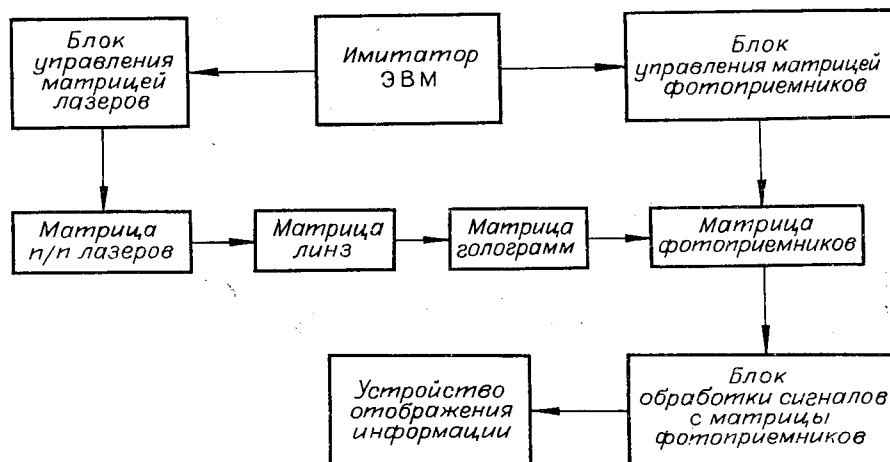 Блок
управления
матрицей
лазеров
Имитатор
ЭВМ
Блок
управления матрицей
фотоприемников
Матрица
п/п лазеров
Матрица
линз
Матрица
голограмм
Матрица
фотоприемников
Устройство
отображения
информации
Блок
обработки сигналов
с матрицы
фотоприемников